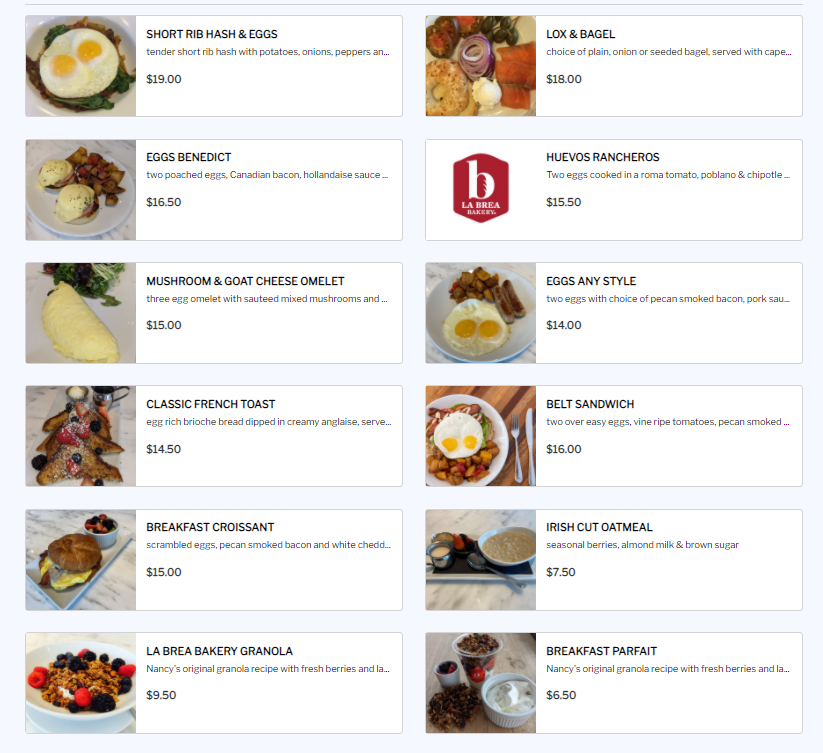 SHORT RIB HASH & EGGS
tender short rib hash with potatoes, onions, peppers an...
$19.00
LOX & BAGEL
choice of plain, onion or seeded bagel, served with cape...
$18.00
EGGS BENEDICT
two poached eggs, Canadian bacon, hollandaise sauce ...
$16.50
b
LA BREA
BAKERY.
HUEVOS RANCHEROS
Two eggs cooked in a roma tomato, poblano & chipotle ...
$15.50
MUSHROOM & GOAT CHEESE OMELET
three egg omelet with sauteed mixed mushrooms and ...
$15.00
EGGS ANY STYLE
two eggs with choice of pecan smoked bacon, pork sau...
$14.00
CLASSIC FRENCH TOAST
egg rich brioche bread dipped in creamy anglaise, serve...
$14.50
BELT SANDWICH
two over easy eggs, vine ripe tomatoes, pecan smoked ...
$16.00
BREAKFAST CROISSANT
scrambled eggs, pecan smoked bacon and white chedd...
$15.00
IRISH CUT OATMEAL
seasonal berries, almond milk & brown sugar
$7.50
LA BREA BAKERY GRANOLA
Nancy's original granola recipe with fresh berries and la...
$9.50
BREAKFAST PARFAIT
Nancy's original granola recipe with fresh berries and la...
$6.50